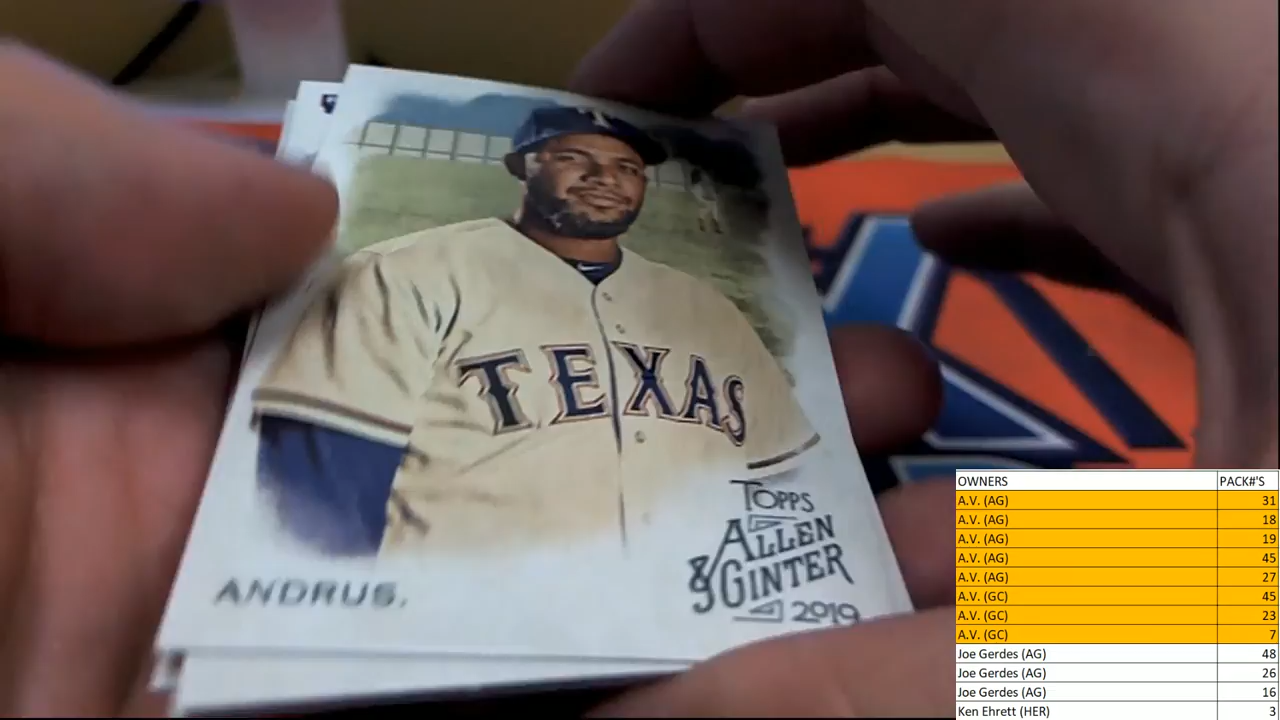 T
TEXAS
TOPPS
ALLEN
& GINTER
2019
ANDRUS.
OWNERS PACK#'S
A.V. (AG) 31
A.V. (AG) 18
A.V. (AG) 19
A.V. (AG) 45
A.V. (AG) 27
A.V. (GC) 45
A.V. (GC) 23
A.V. (GC) 7
Joe Gerdes (AG) 48
Joe Gerdes (AG) 26
Joe Gerdes (AG) 16
Ken Ehrett (HER) 3